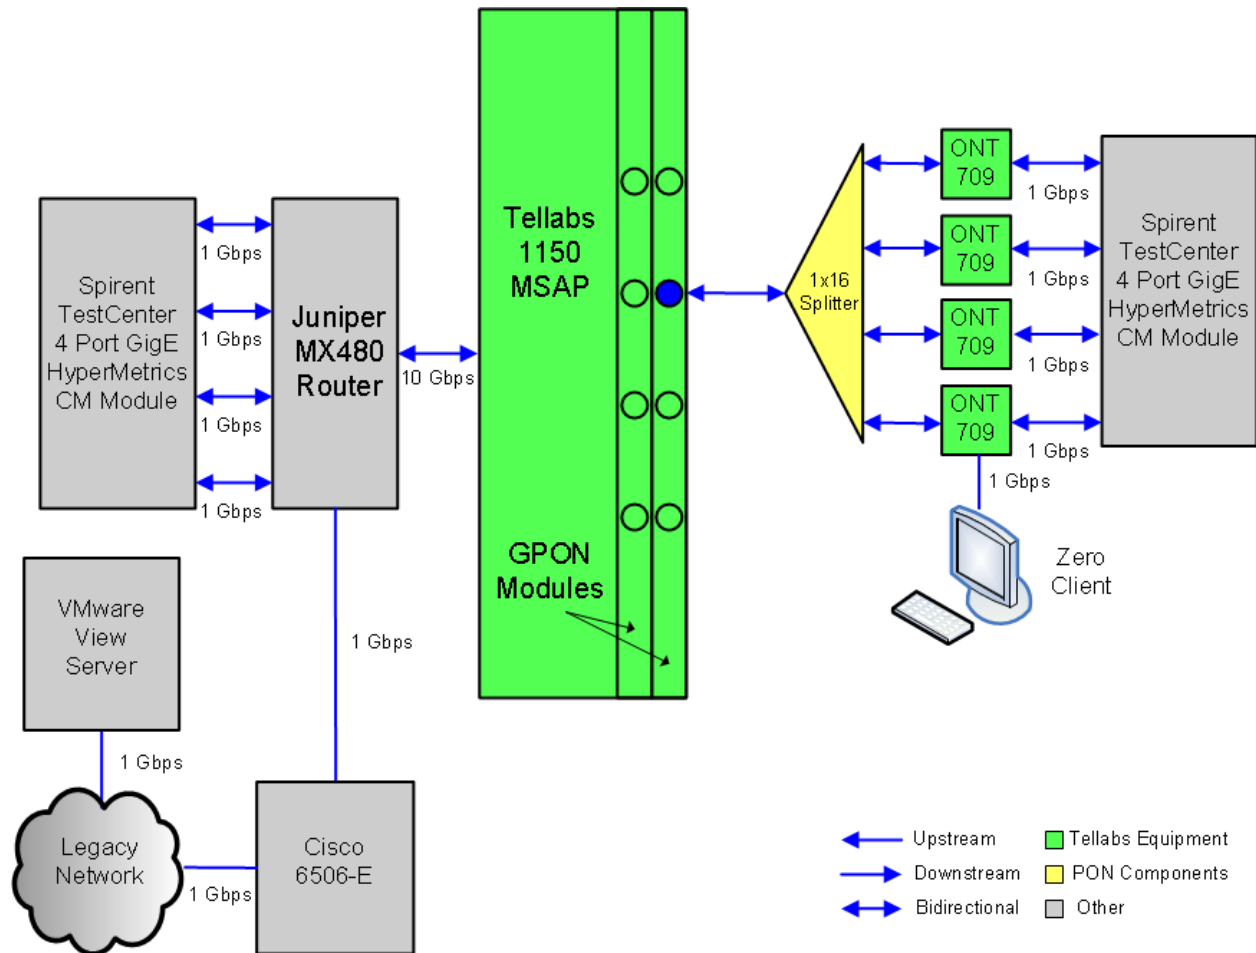 Spirent
TestCenter
4 Port GigE
HyperMetrics
CM Module
1 Gbps
1 Gbps
1 Gbps
1 Gbps
Juniper
MX480
Router
10 Gbps
Tellabs
1150
MSAP
GPON
Modules
1x16
Splitter
ONT
709
ONT
709
ONT
709
ONT
709
1 Gbps
1 Gbps
1 Gbps
1 Gbps
Spirent
TestCenter
4 Port GigE
HyperMetrics
CM Module
1 Gbps
Zero
Client
VMware
View
Server
1 Gbps
1 Gbps
Legacy
Network
1 Gbps
Cisco
6506-E
Upstream
Downstream
Bidirectional
Tellabs Equipment
PON Components
Other